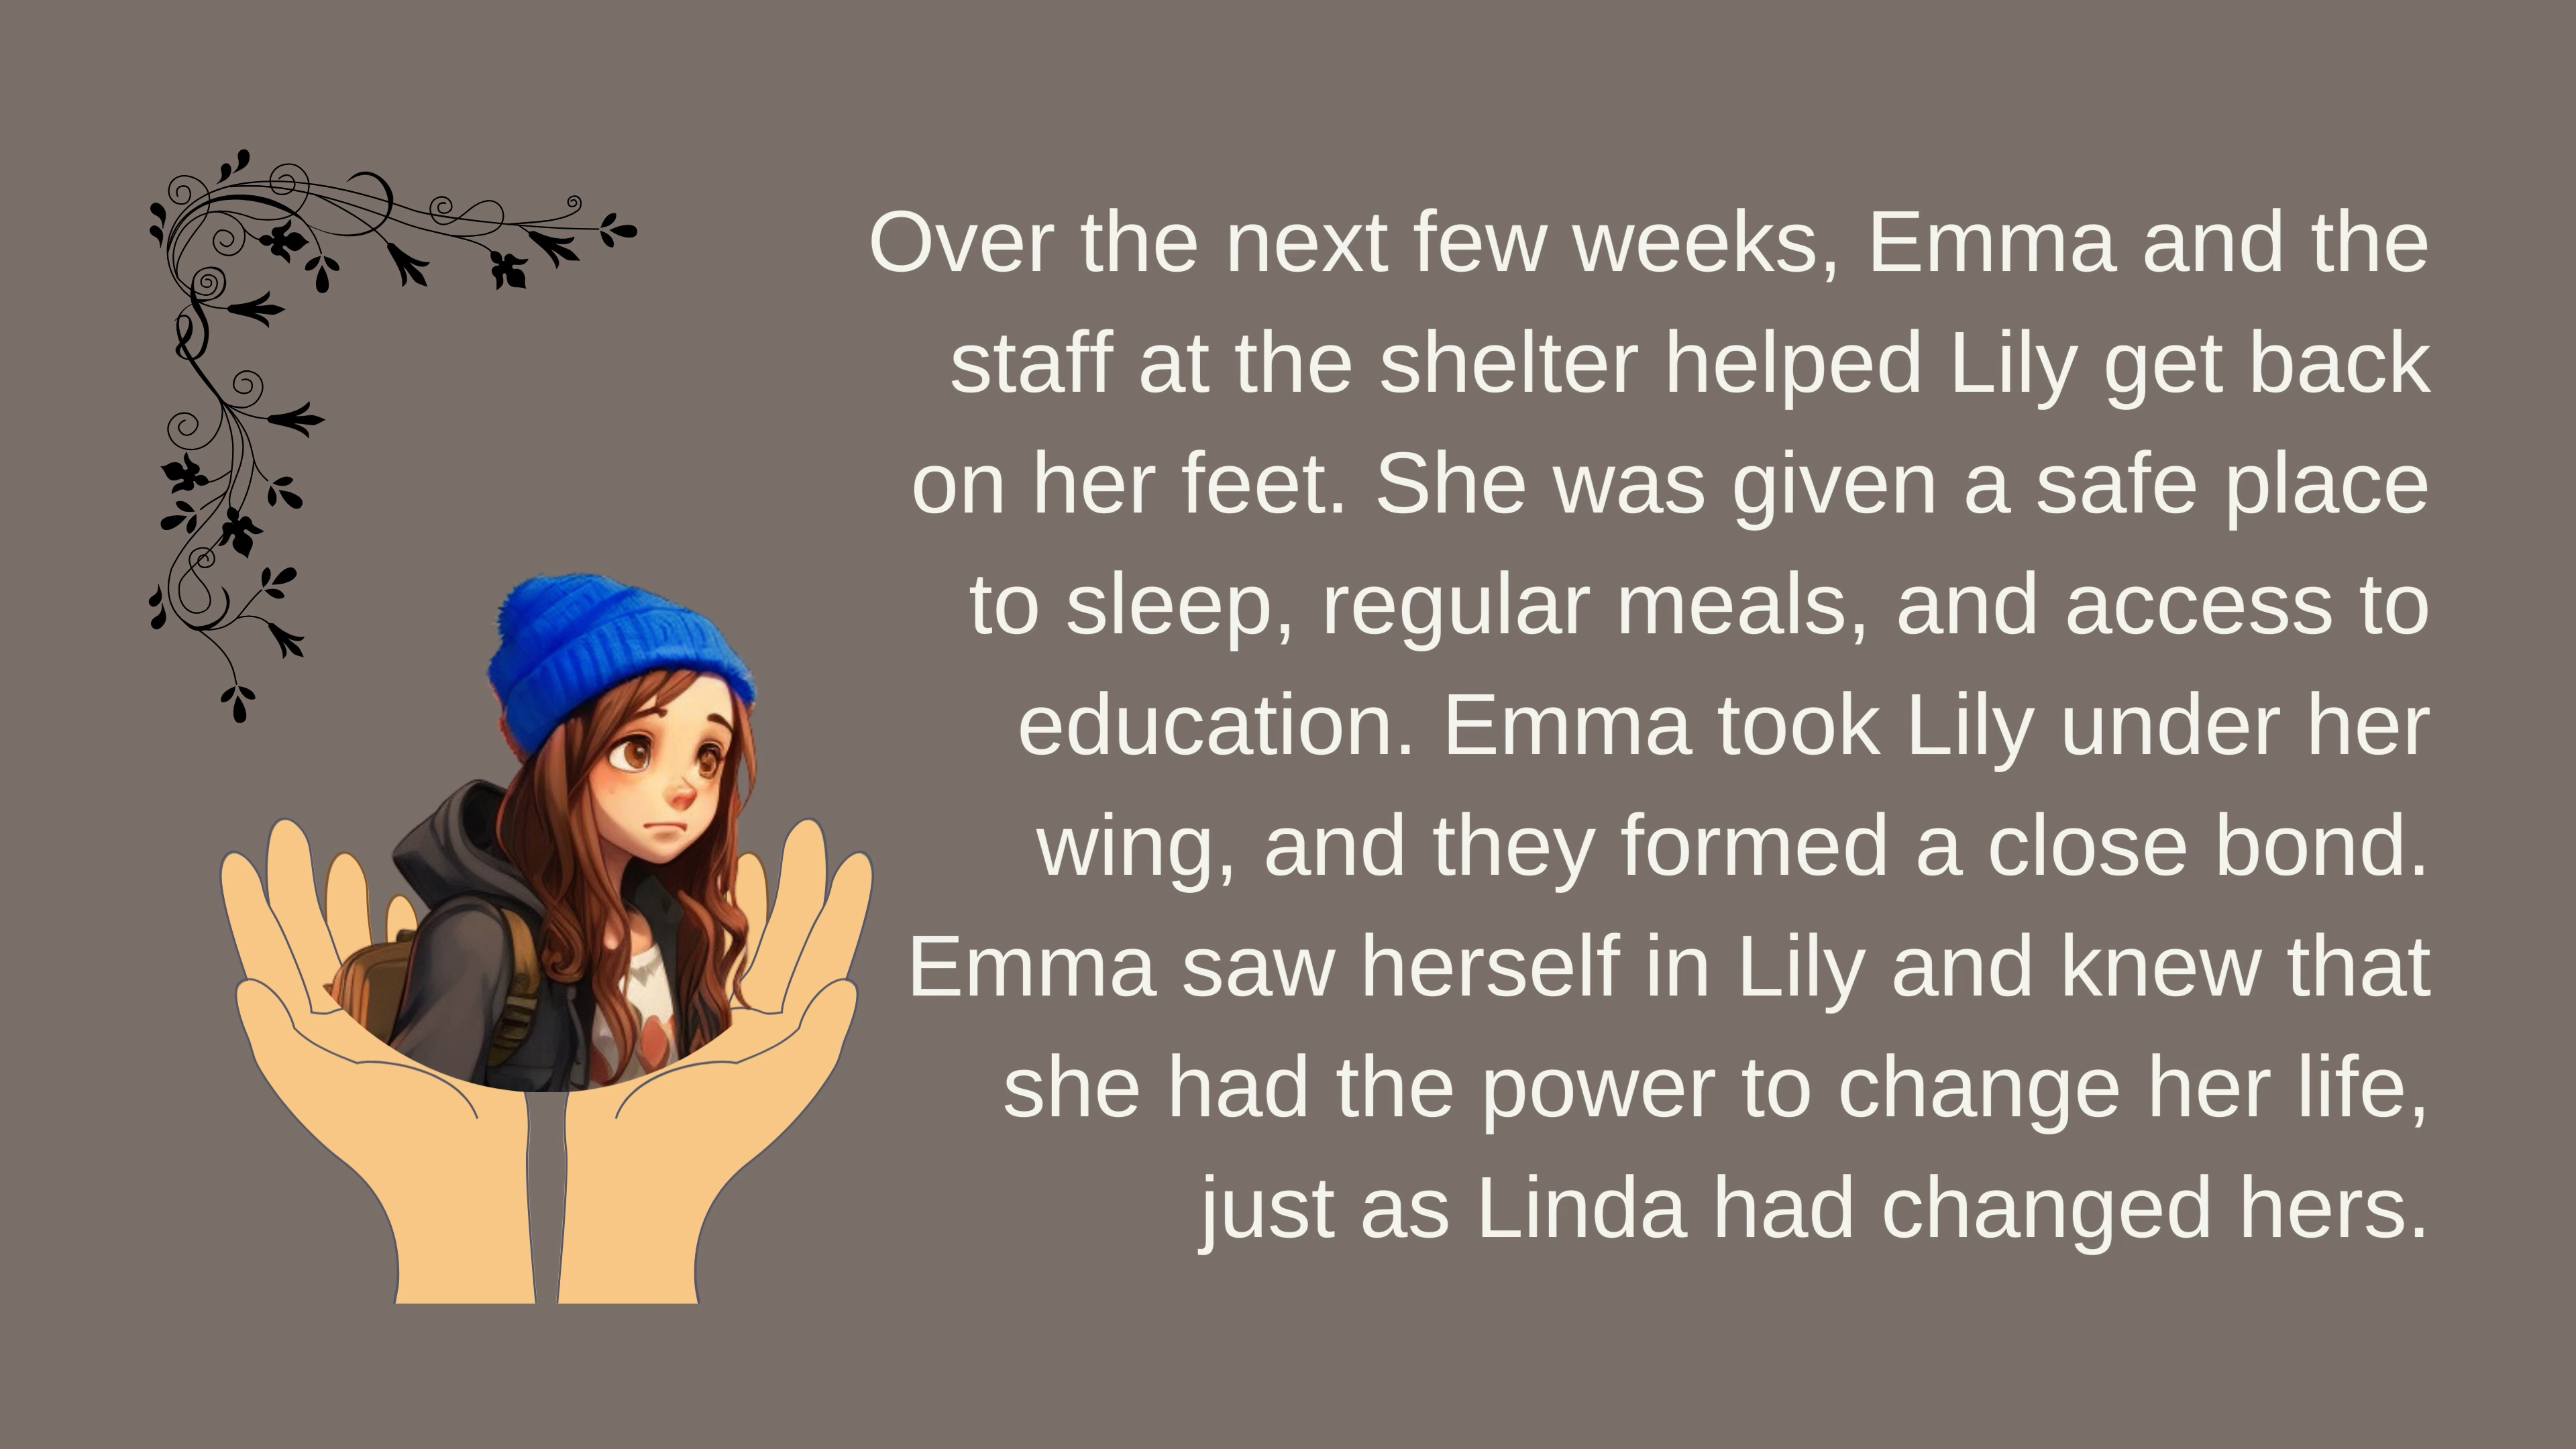 Over the next few weeks, Emma and the
staff at the shelter helped Lily get back
on her feet. She was given a safe place
to sleep, regular meals, and access to
education. Emma took Lily under her
wing, and they formed a close bond.
Emma saw herself in Lily and knew that
she had the power to change her life,
just as Linda had changed hers.